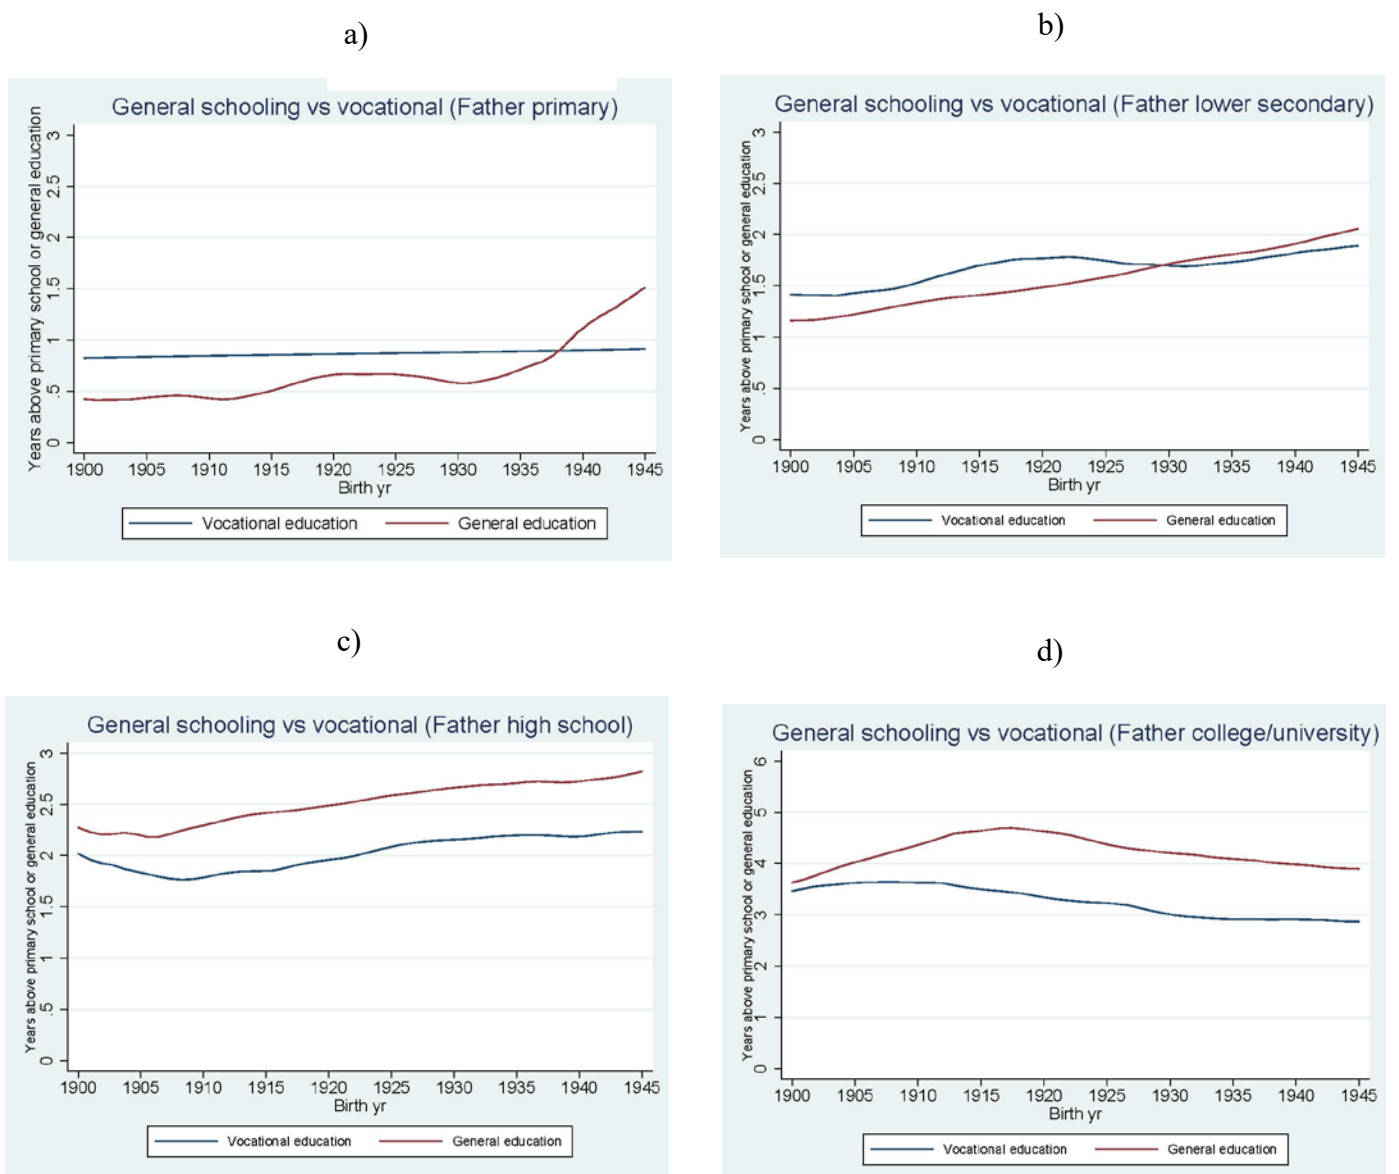 a)
General schooling vs vocational (Father primary)
Years above primary school or general education
3
2.5
2
1.5
1
.5
0
1900 1905 1910 1915 1920 1925 1930 1935 1940 1945
Birth yr
Vocational education General education
b)
General schooling vs vocational (Father lower secondary)
Years above primary school or general education
3
2.5
2
1.5
1
.5
0
1900 1905 1910 1915 1920 1925 1930 1935 1940 1945
Birth yr
Vocational education General education
c)
General schooling vs vocational (Father high school)
Years above primary school or general education
3
2.5
2
1.5
1
.5
0
1900 1905 1910 1915 1920 1925 1930 1935 1940 1945
Birth yr
Vocational education General education
d)
General schooling vs vocational (Father college/university)
Years above primary school or general education
6
5
4
3
2
1
0
1900 1905 1910 1915 1920 1925 1930 1935 1940 1945
Birth yr
Vocational education General education